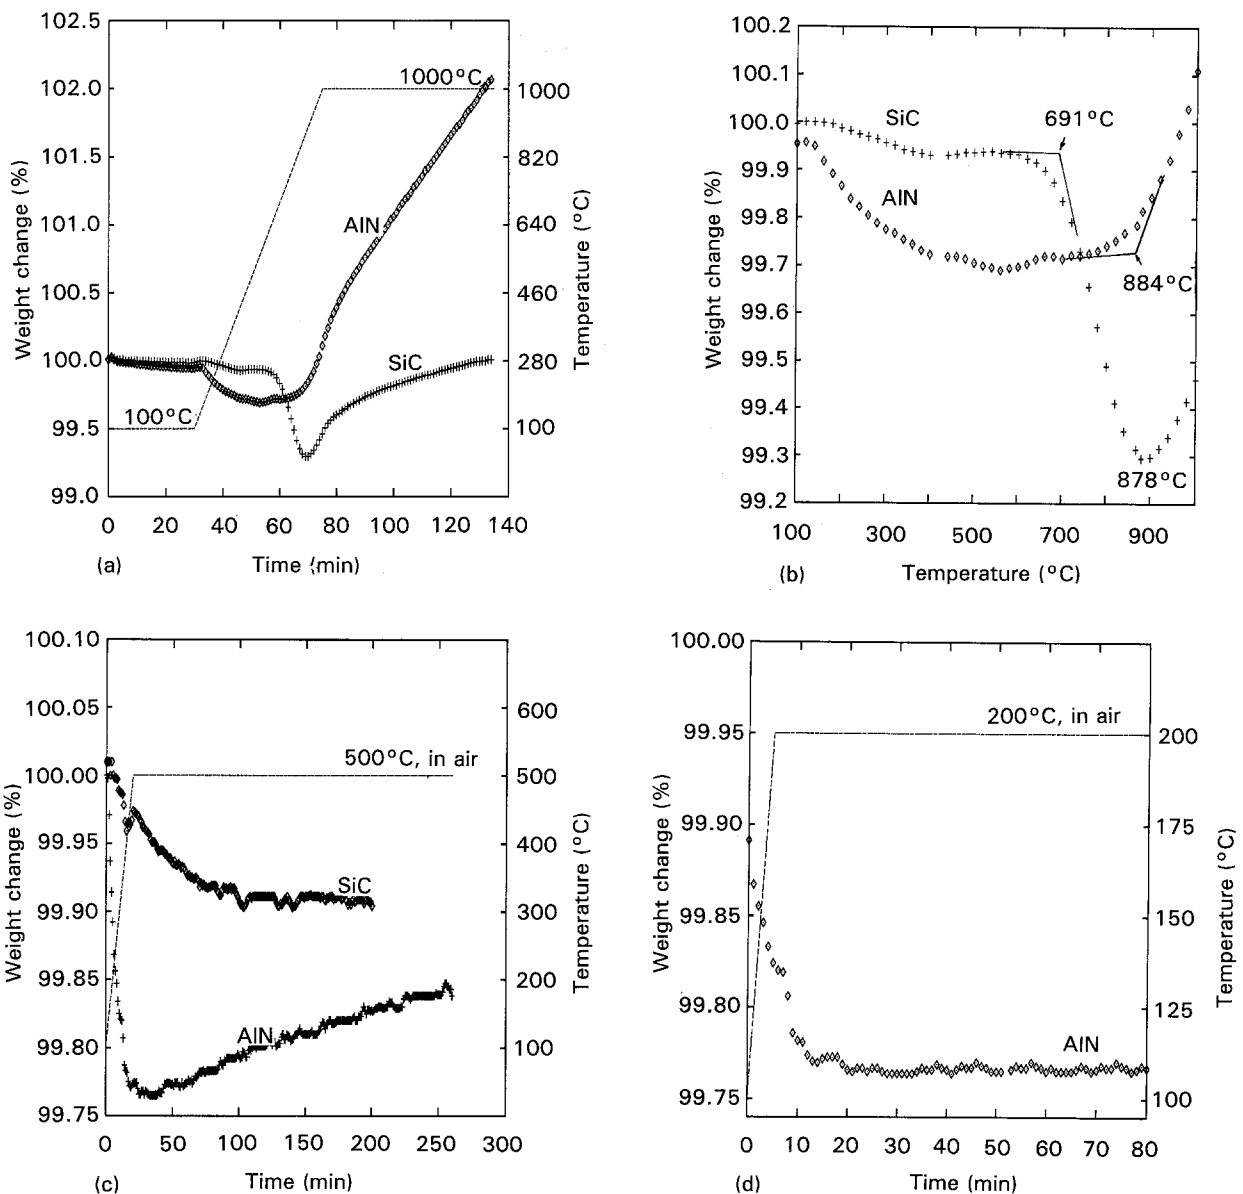 102.5
102.0
101.5
101.0
100.5
100.0
99.5
99.0
Weight change (%)
1000°C
AlN
SiC
100°C
1000
820
640
460
280
100
Temperature (°C)
0 20 40 60 80 100 120 140
(a) Time (min)
100.2
100.1
100.0
99.9
99.8
99.7
99.6
99.5
99.4
99.3
99.2
Weight change (%)
SiC
691°C
AlN
884°C
878°C
100 300 500 700 900
(b) Temperature (°C)
100.10
100.05
100.00
99.95
99.90
99.85
99.80
99.75
Weight change (%)
500°C, in air
SiC
AlN
600
500
400
300
200
100
Temperature (°C)
0 50 100 150 200 250 300
(c) Time (min)
100.00
99.95
99.90
99.85
99.80
99.75
Weight change (%)
200°C, in air
AlN
200
175
150
125
100
Temperature (°C)
0 10 20 30 40 50 60 70 80
(d) Time (min)